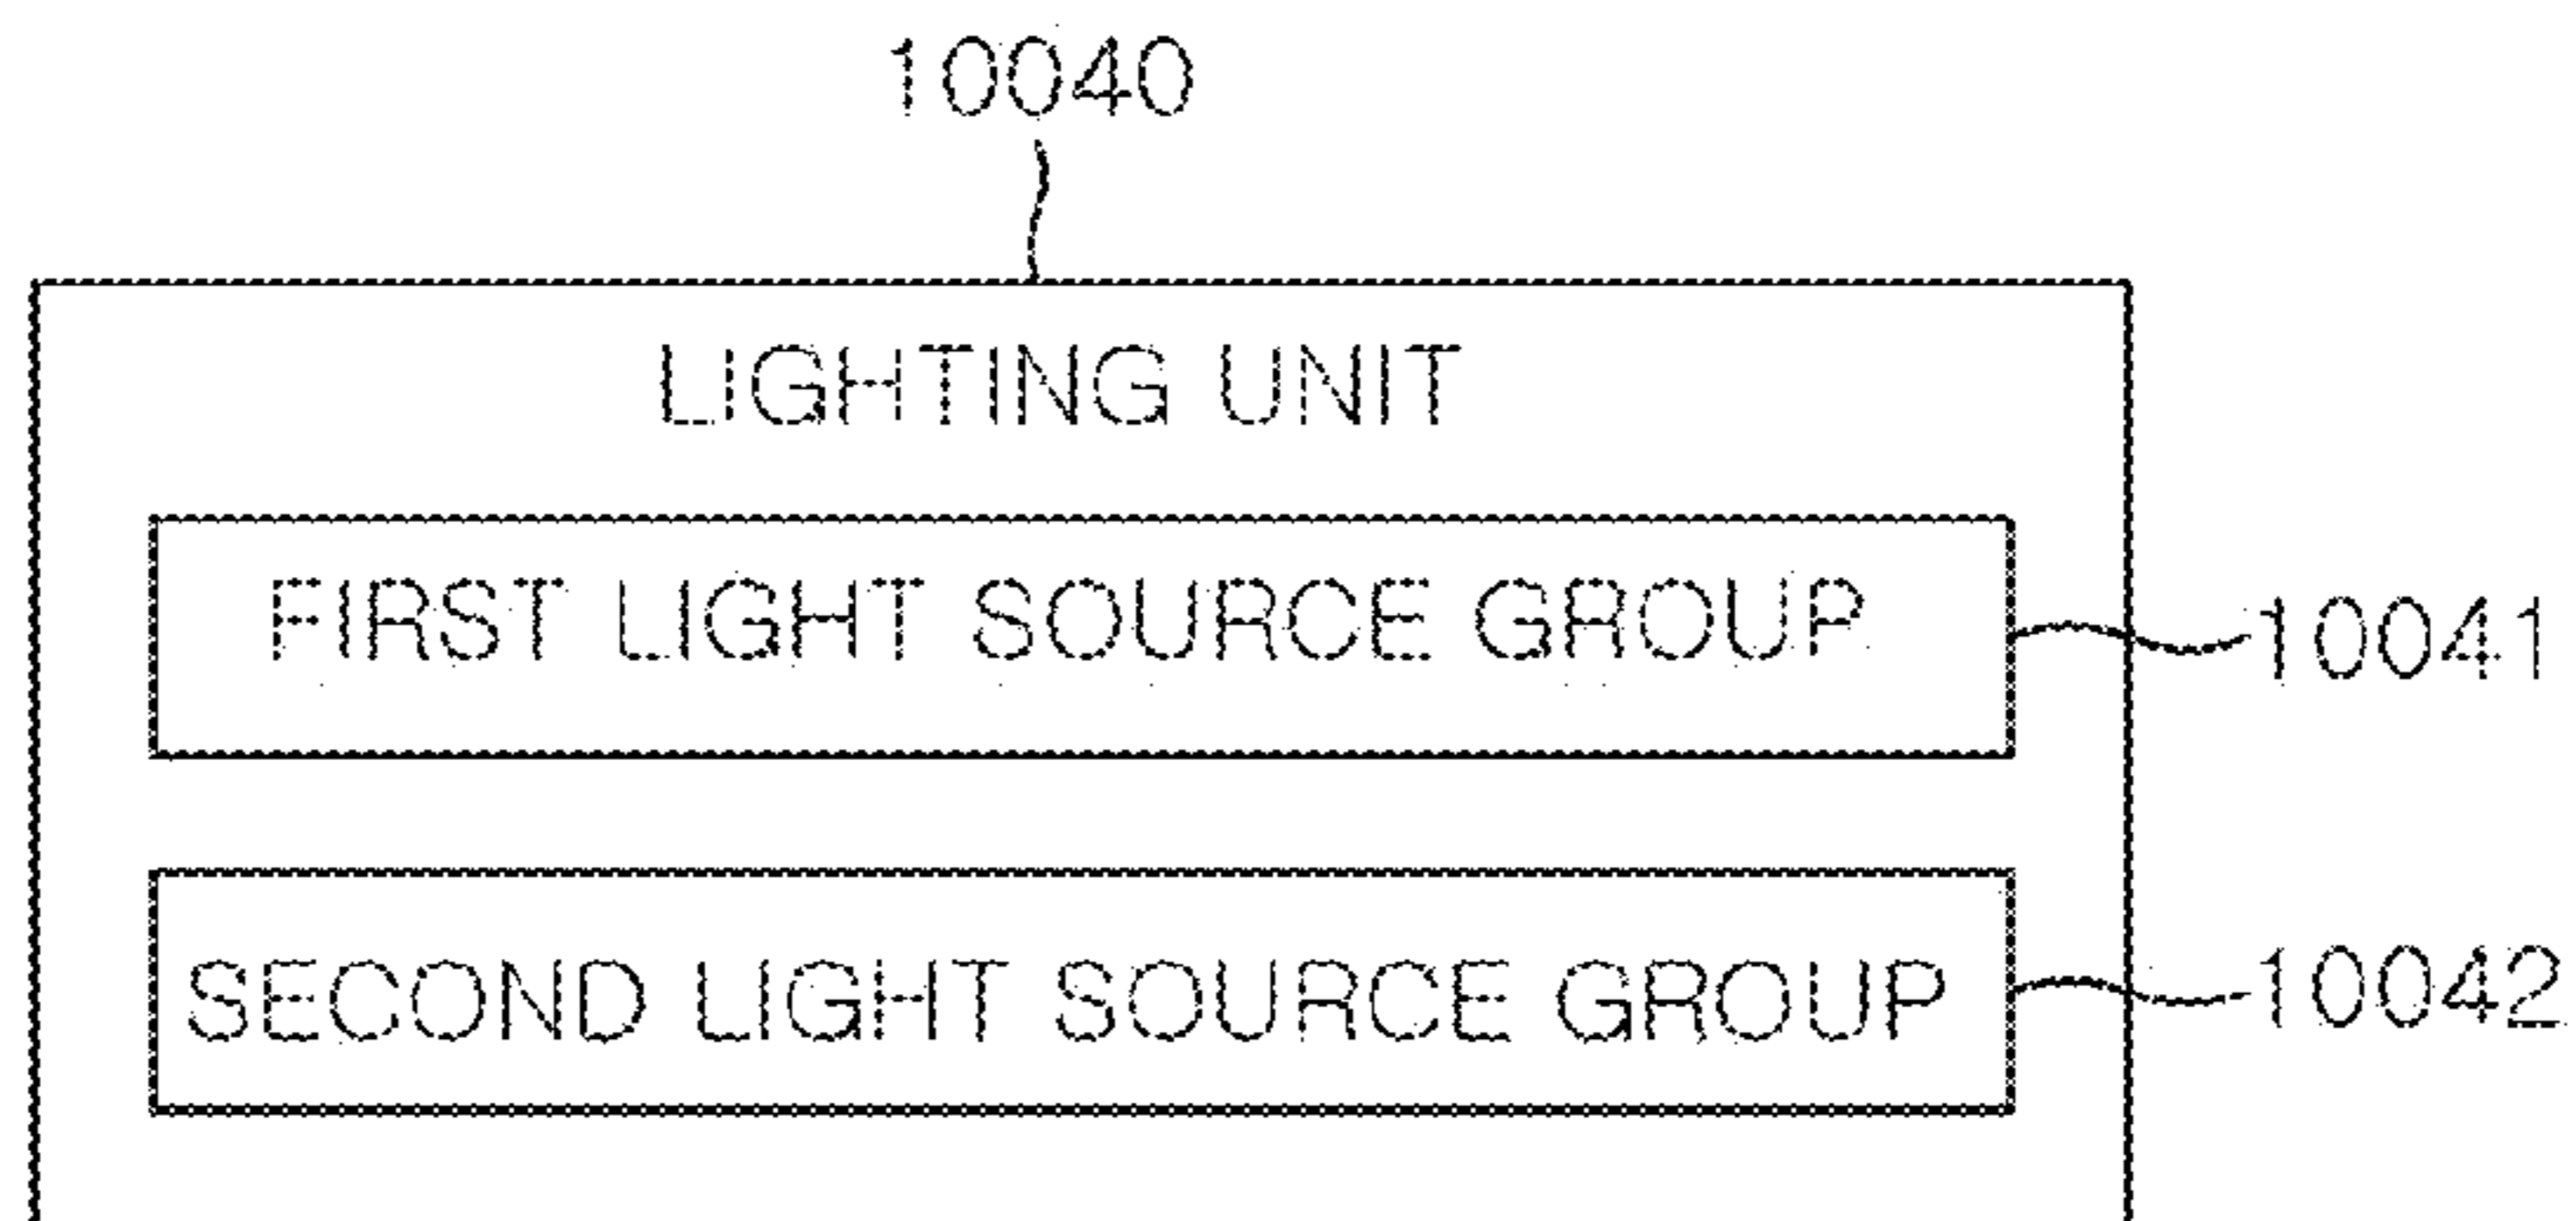 10040
LIGHTING UNIT
FIRST LIGHT SOURCE GROUP
10041
SECOND LIGHT SOURCE GROUP
10042